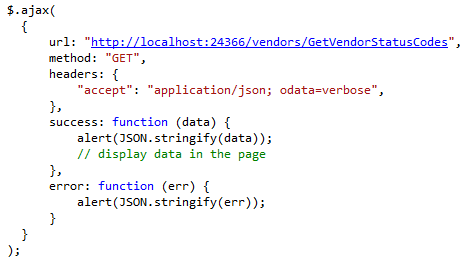 $.ajax(
  {
      url: "http://localhost:24366/vendors/GetVendorStatusCodes",
      method: "GET",
      headers: {
          "accept": "application/json; odata=verbose",
      },
      success: function (data) {
          alert(JSON.stringify(data));
          // display data in the page
      },
      error: function (err) {
          alert(JSON.stringify(err));
      }
  }
);